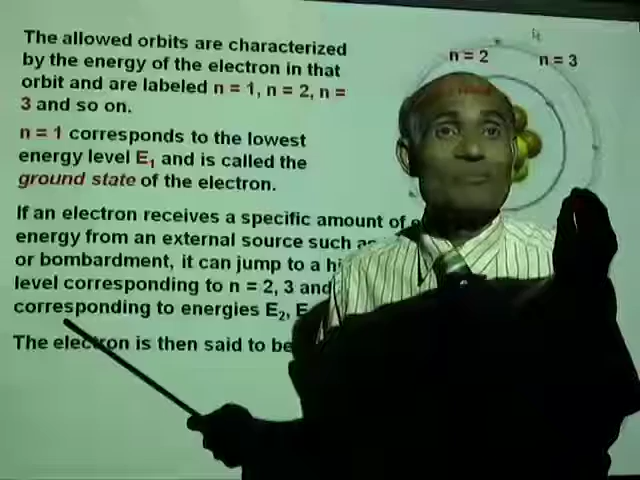 The allowed orbits are characterized
by the energy of the electron in that
orbit and are labeled n = 1, n = 2, n =
3 and so on.
n = 1 corresponds to the lowest
energy level E₁ and is called the
ground state of the electron.
If an electron receives a specific amount of
energy from an external source such as
or bombardment, it can jump to a
level corresponding to n = 2, 3 and
corresponding to energies E₂,
The electron is then said to be
n = 2
n = 3